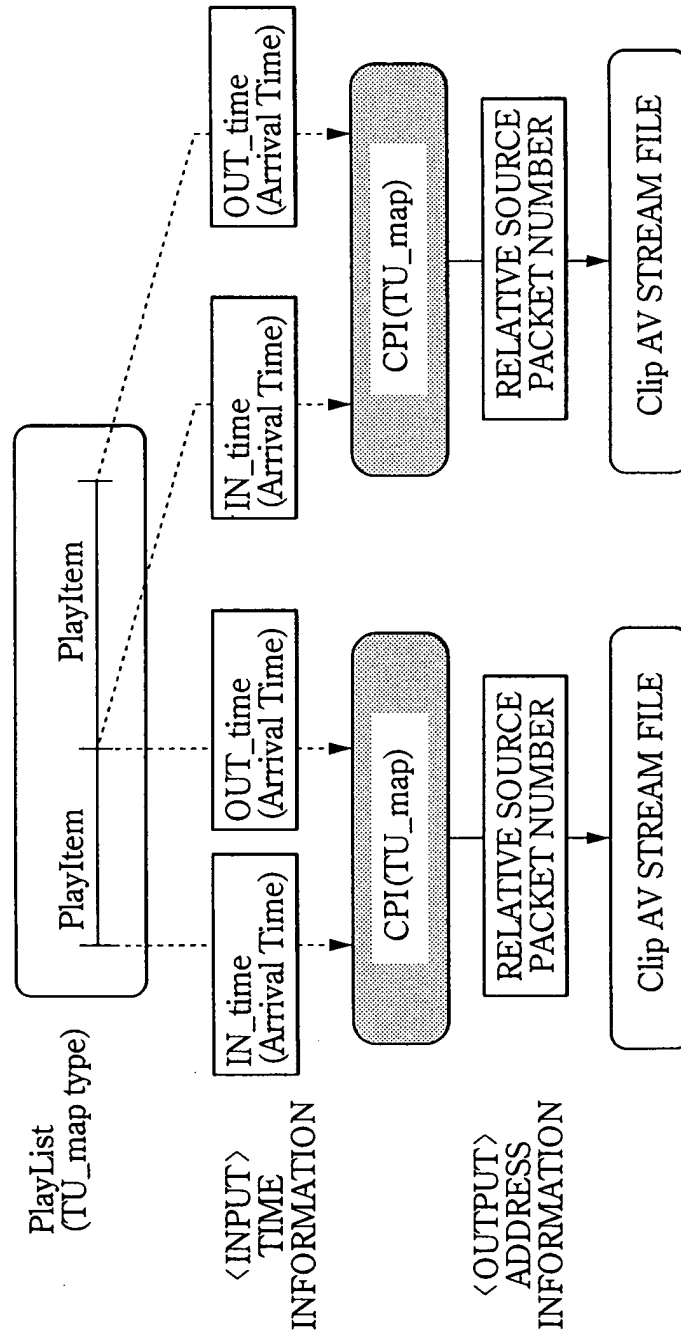 PlayList
(TU_map type)
PlayItem
PlayItem
<INPUT>
TIME
INFORMATION
IN_time
(Arrival Time)
OUT_time
(Arrival Time)
IN_time
(Arrival Time)
OUT_time
(Arrival Time)
CPI(TU_map)
CPI(TU_map)
<OUTPUT>
ADDRESS
INFORMATION
RELATIVE SOURCE
PACKET NUMBER
RELATIVE SOURCE
PACKET NUMBER
Clip AV STREAM FILE
Clip AV STREAM FILE